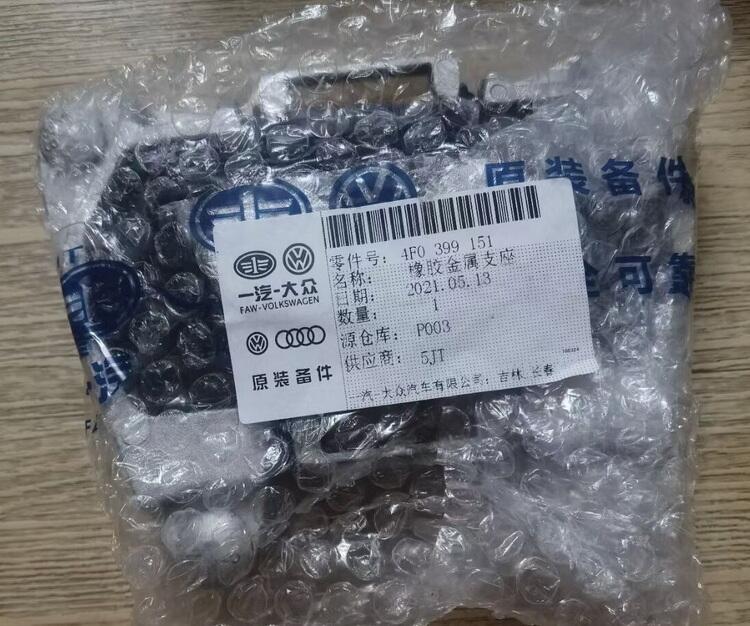 原装备件
全可靠
零件号: 4F0 399 151
名称: 橡胶金属支座
日期: 2021.05.13
数量: 1
源仓库: P003
供应商: 5JT
一汽-大众汽车有限公司: 吉林 长春
一汽-大众
FAW-VOLKSWAGEN
原装备件